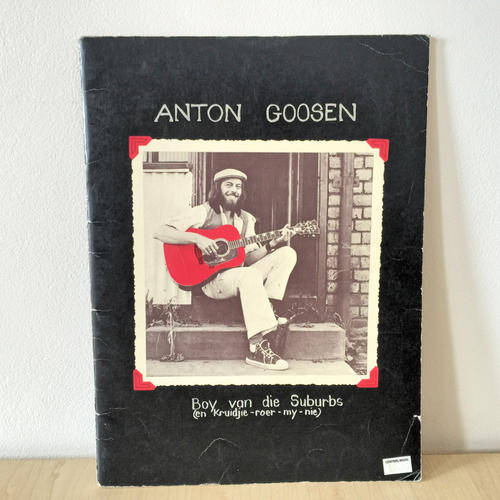 ANTON GOOSEN
Boy van die Suburbs
(en Kruidjie-roer-my-nie)